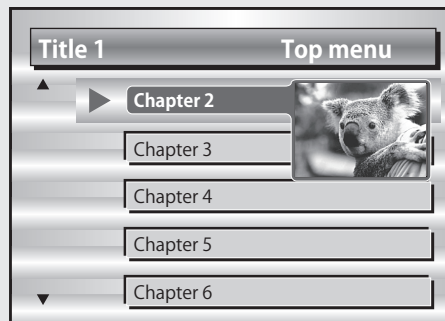 Title 1 Top menu
Chapter 2
Chapter 3
Chapter 4
Chapter 5
Chapter 6